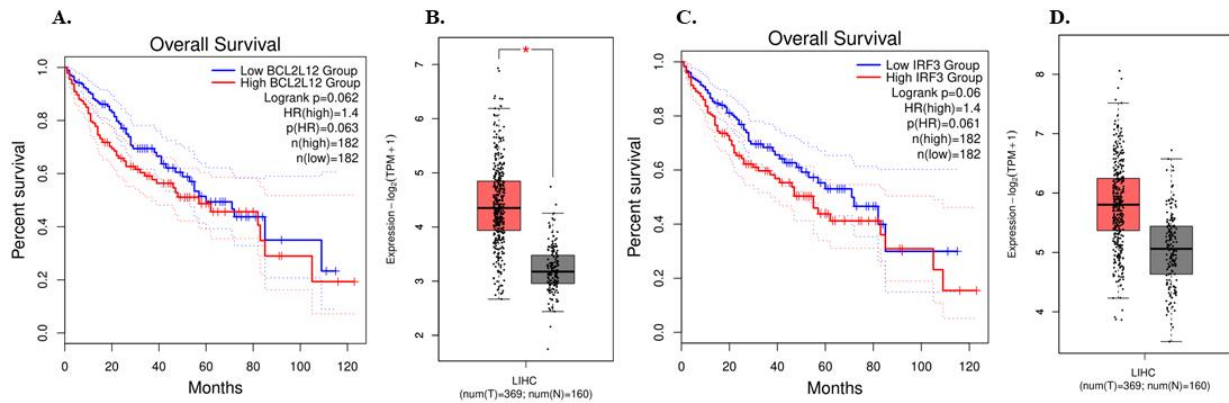 A.
Overall Survival
Low BCL2L12 Group
High BCL2L12 Group
Logrank p=0.062
HR(high)=1.4
p(HR)=0.063
n(high)=182
n(low)=182
Percent survival
1.0
0.8
0.6
0.4
0.2
0.0
0 20 40 60 80 100 120
Months
B.
*
Expression−log₂(TPM+1)
7
6
5
4
3
2
LIHC
(num(T)=369; num(N)=160)
C.
Overall Survival
Low IRF3 Group
High IRF3 Group
Logrank p=0.06
HR(high)=1.4
p(HR)=0.061
n(high)=182
n(low)=182
Percent survival
1.0
0.8
0.6
0.4
0.2
0.0
0 20 40 60 80 100 120
Months
D.
Expression−log₂(TPM+1)
8
7
6
5
4
LIHC
(num(T)=369; num(N)=160)